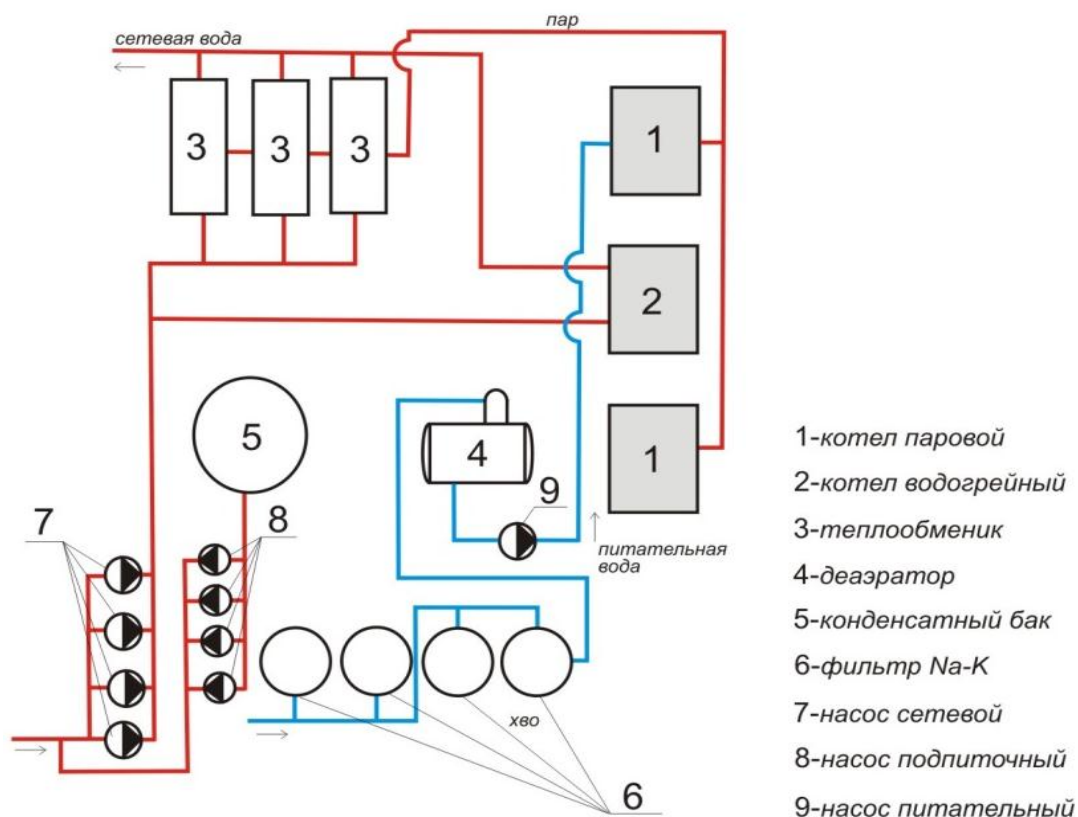 пар
сетевая вода
3
3
3
1
2
1
5
4
9
7
8
питательная
вода
хво
6
1-котел паровой
2-котел водогрейный
3-теплообменик
4-деаэратор
5-конденсатный бак
6-фильтр Na-K
7-насос сетевой
8-насос подпиточный
9-насос питательный